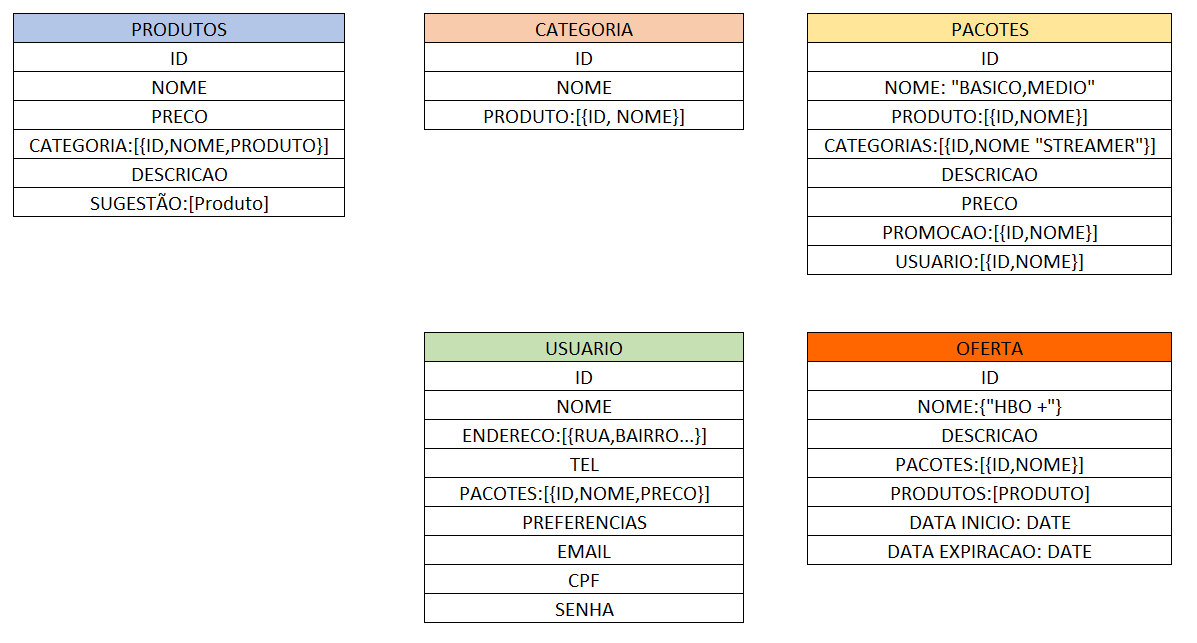 PRODUTOS
ID
NOME
PRECO
CATEGORIA:[{ID,NOME,PRODUTO}]
DESCRICAO
SUGESTÃO:[Produto]
CATEGORIA
ID
NOME
PRODUTO:[{ID, NOME}]
PACOTES
ID
NOME: "BASICO,MEDIO"
PRODUTO:[{ID,NOME}]
CATEGORIAS:[{ID,NOME "STREAMER"}]
DESCRICAO
PRECO
PROMOCAO:[{ID,NOME}]
USUARIO:[{ID,NOME}]
USUARIO
ID
NOME
ENDERECO:[{RUA,BAIRRO...}]
TEL
PACOTES:[{ID,NOME,PRECO}]
PREFERENCIAS
EMAIL
CPF
SENHA
OFERTA
ID
NOME:{"HBO +"}
DESCRICAO
PACOTES:[{ID,NOME}]
PRODUTOS:[PRODUTO]
DATA INICIO: DATE
DATA EXPIRACAO: DATE